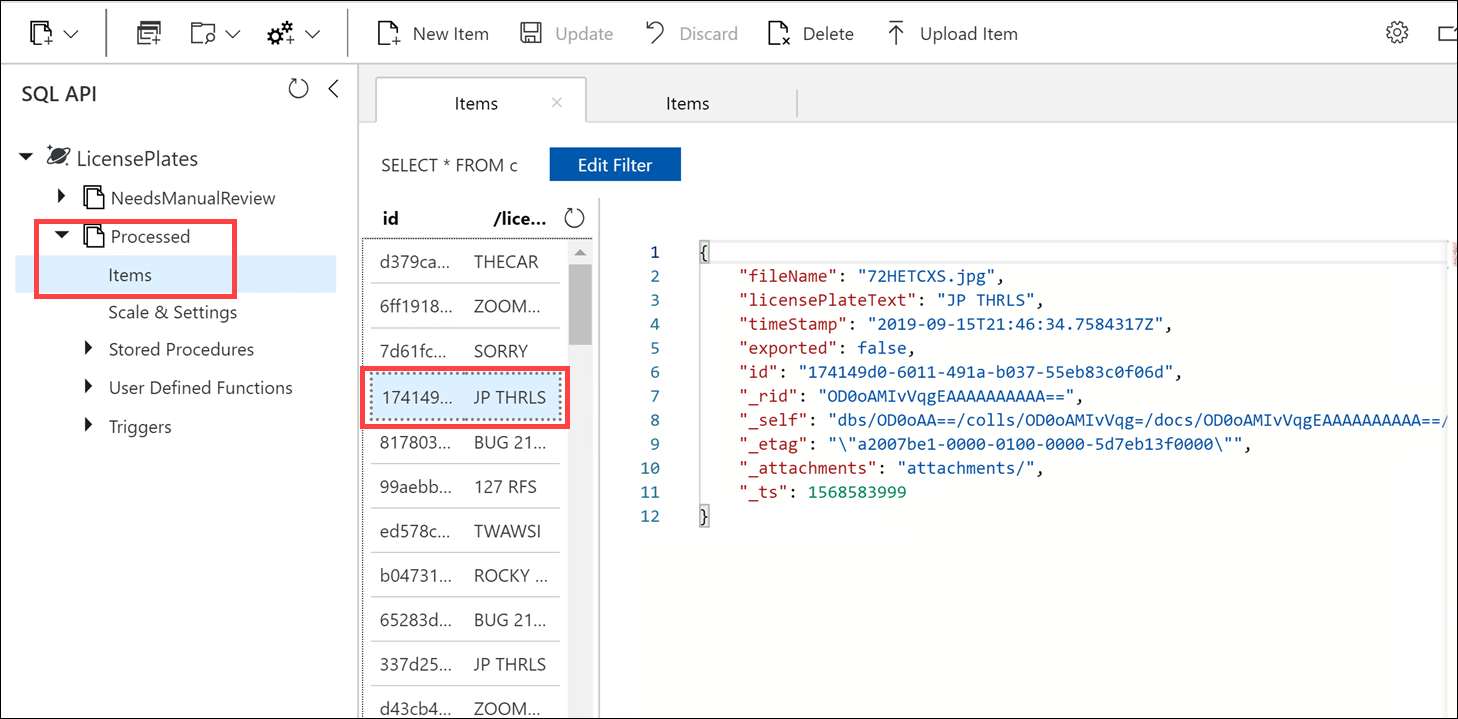 New Item Update Discard Delete Upload Item
SQL API
LicensePlates
NeedsManualReview
Processed
Items
Scale & Settings
Stored Procedures
User Defined Functions
Triggers
Items Items
SELECT * FROM c Edit Filter
id /lice...
d379ca... THECAR
6ff1918... ZOOM...
7d61fc... SORRY
174149... JP THRLS
817803... BUG 21...
99aebb... 127 RFS
ed578c... TWAWSI
b04731... ROCKY ...
65283d... BUG 21...
337d25... JP THRLS
d43cb4... ZOOM...
1 {
2 "fileName": "72HETCXS.jpg",
3 "licensePlateText": "JP THRLS",
4 "timeStamp": "2019-09-15T21:46:34.7584317Z",
5 "exported": false,
6 "id": "174149d0-6011-491a-b037-55eb83c0f06d",
7 "_rid": "OD0oAMIvVqgEAAAAAAAAAA==",
8 "_self": "dbs/OD0oAA==/colls/OD0oAMIvVqg=/docs/OD0oAMIvVqgEAAAAAAAAAA==/
9 "_etag": "\"a2007be1-0000-0100-0000-5d7eb13f0000\"",
10 "_attachments": "attachments/",
11 "_ts": 1568583999
12 }